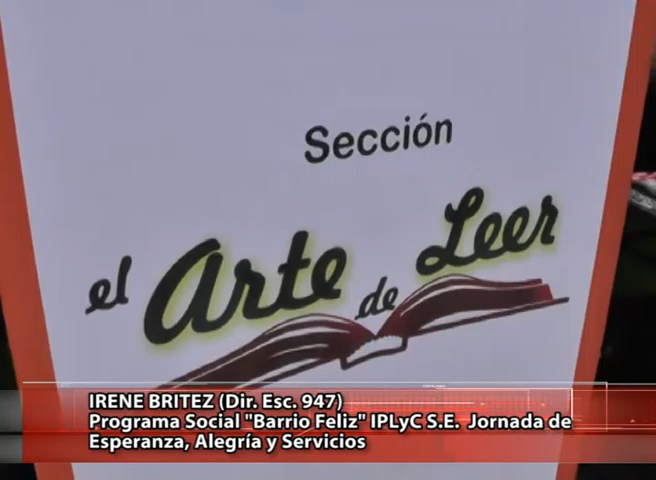 Sección
el Arte de Leer
IRENE BRITEZ (Dir. Esc. 947)
Programa Social "Barrio Feliz" IPLyC S.E. Jornada de
Esperanza, Alegría y Servicios